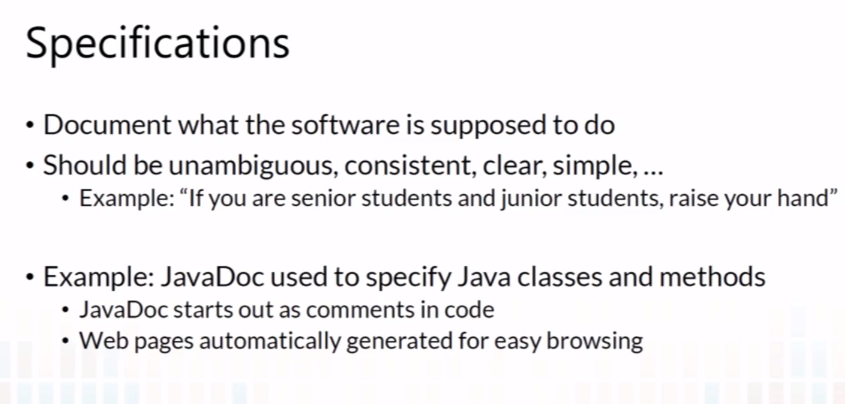 Specifications
• Document what the software is supposed to do
• Should be unambiguous, consistent, clear, simple, ...
• Example: “If you are senior students and junior students, raise your hand”
• Example: JavaDoc used to specify Java classes and methods
• JavaDoc starts out as comments in code
• Web pages automatically generated for easy browsing